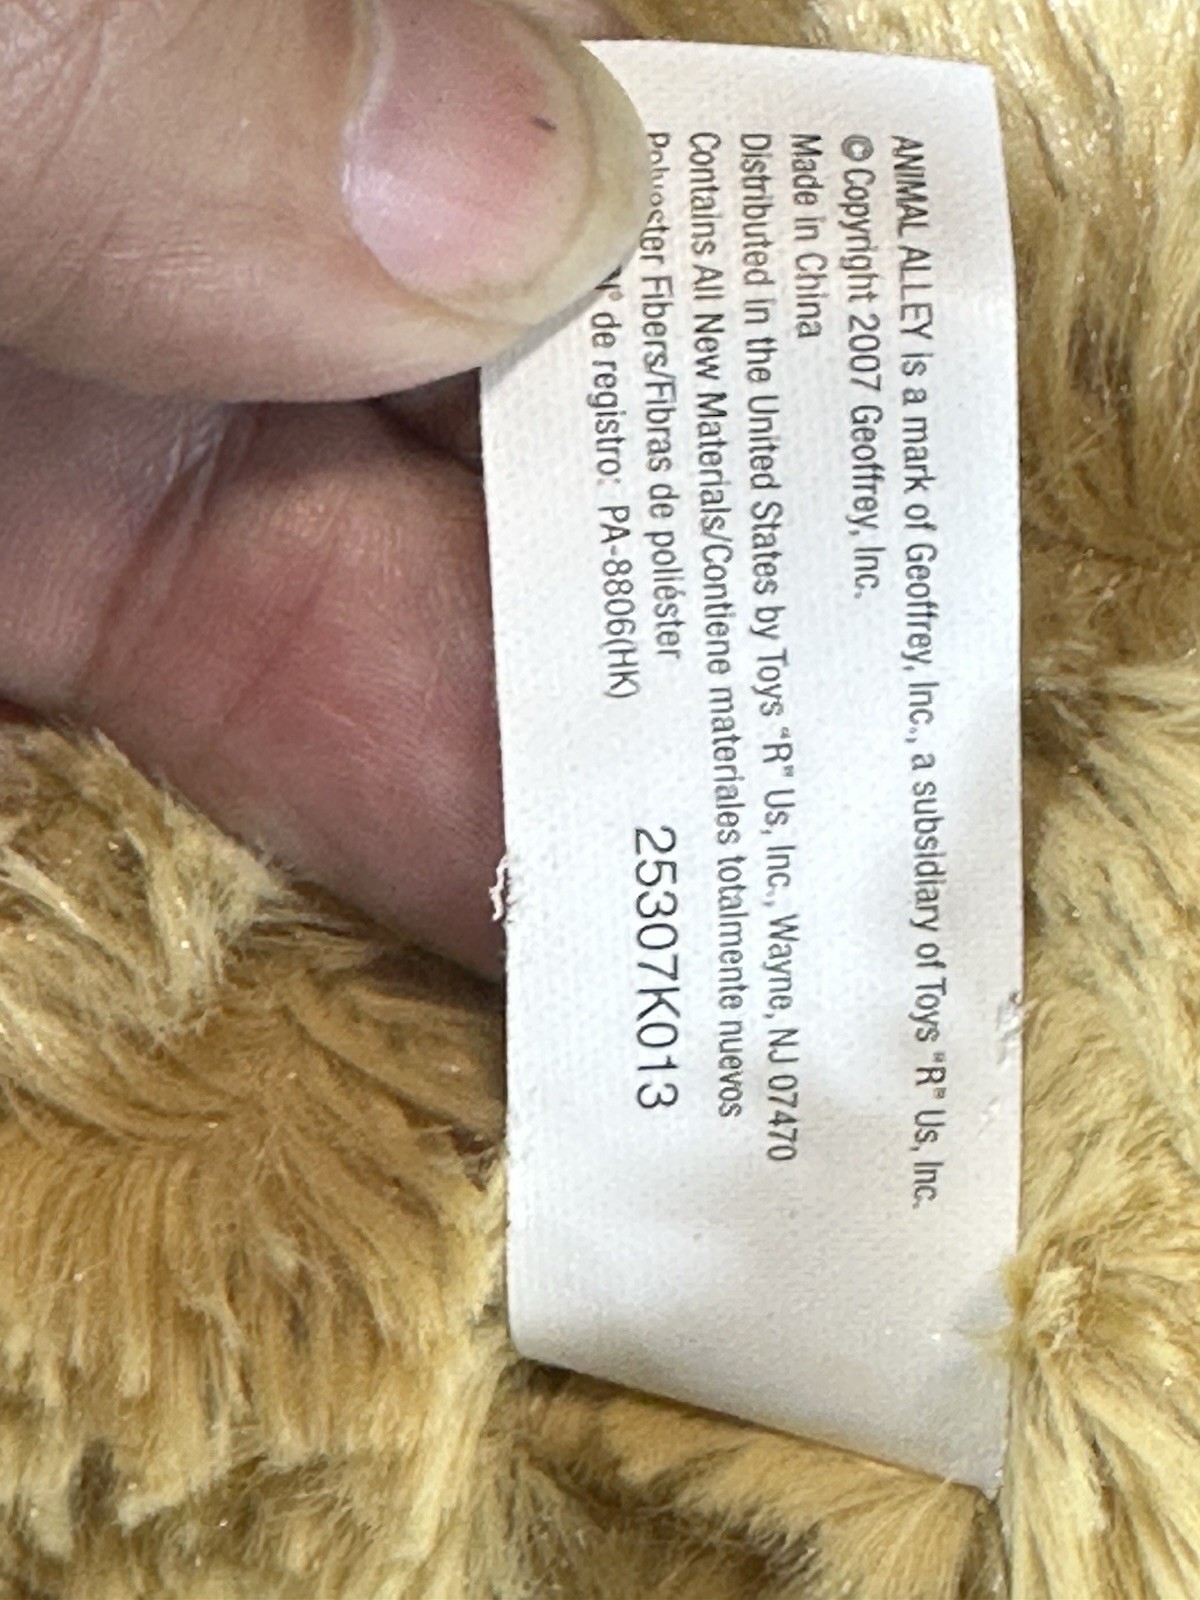 ANIMAL ALLEY is a mark of Geoffrey, Inc., a subsidiary of Toys "R" Us, Inc.
© Copyright 2007 Geoffrey, Inc.
Made in China
Distributed in the United States by Toys "R" Us, Inc., Wayne, NJ 07470
Contains All New Materials/Contiene materiales totalmente nuevos
Polyester Fibers/Fibras de poliéster
N° de registro: PA-8806(HK)
25307K013